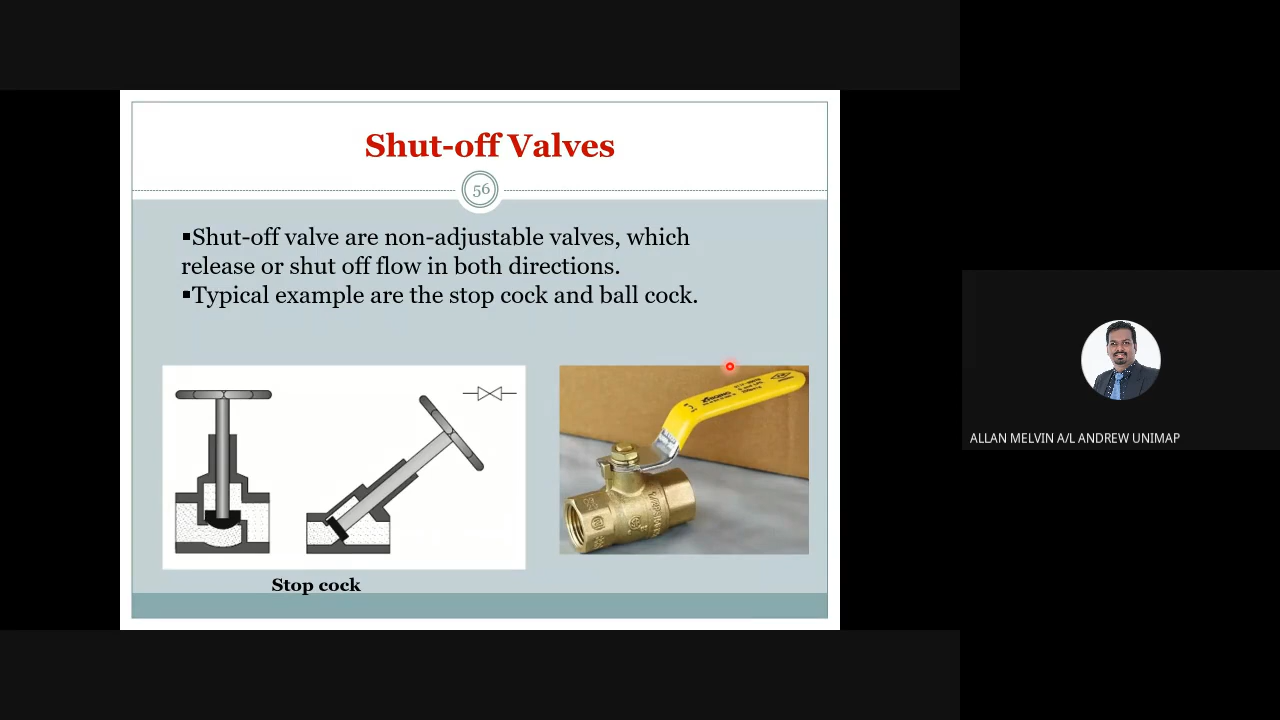 Shut-off Valves
56
▪Shut-off valve are non-adjustable valves, which
release or shut off flow in both directions.
▪Typical example are the stop cock and ball cock.
Stop cock
ALLAN MELVIN A/L ANDREW UNIMAP